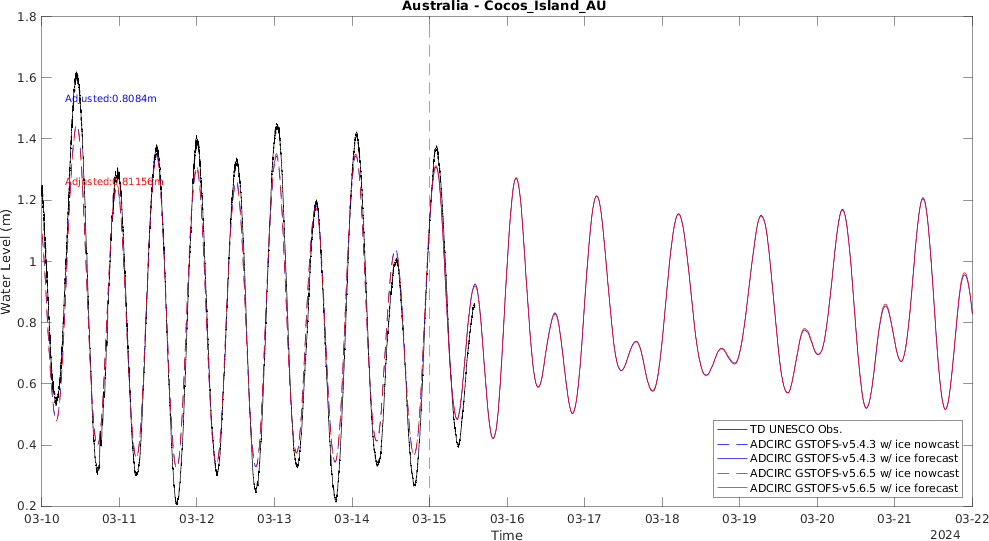 Australia - Cocos_Island_AU
1.8
1.6
1.4
1.2
1
0.8
0.6
0.4
0.2
Water Level (m)
Adjusted:0.8084m
Adjusted:0.81156m
TD UNESCO Obs.
ADCIRC GSTOFS-v5.4.3 w/ ice nowcast
ADCIRC GSTOFS-v5.4.3 w/ ice forecast
ADCIRC GSTOFS-v5.6.5 w/ ice nowcast
ADCIRC GSTOFS-v5.6.5 w/ ice forecast
03-10 03-11 03-12 03-13 03-14 03-15 03-16 03-17 03-18 03-19 03-20 03-21 03-22
Time
2024